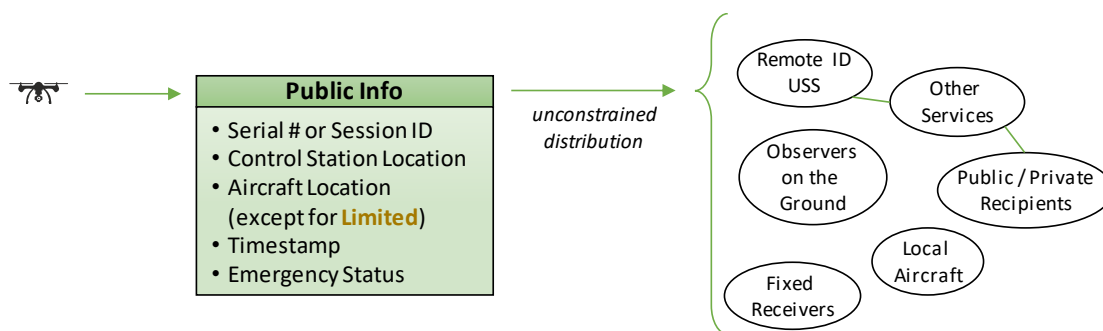 Public Info
• Serial # or Session ID
• Control Station Location
• Aircraft Location
(except for Limited)
• Timestamp
• Emergency Status
unconstrained
distribution
Remote ID
USS
Other
Services
Observers
on the
Ground
Public / Private
Recipients
Local
Aircraft
Fixed
Receivers